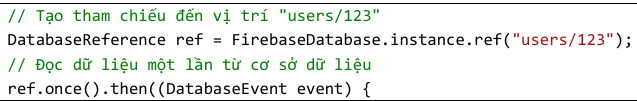 // Tạo tham chiếu đến vị trí "users/123"
DatabaseReference ref = FirebaseDatabase.instance.ref("users/123");
// Đọc dữ liệu một lần từ cơ sở dữ liệu
ref.once().then((DatabaseEvent event) {